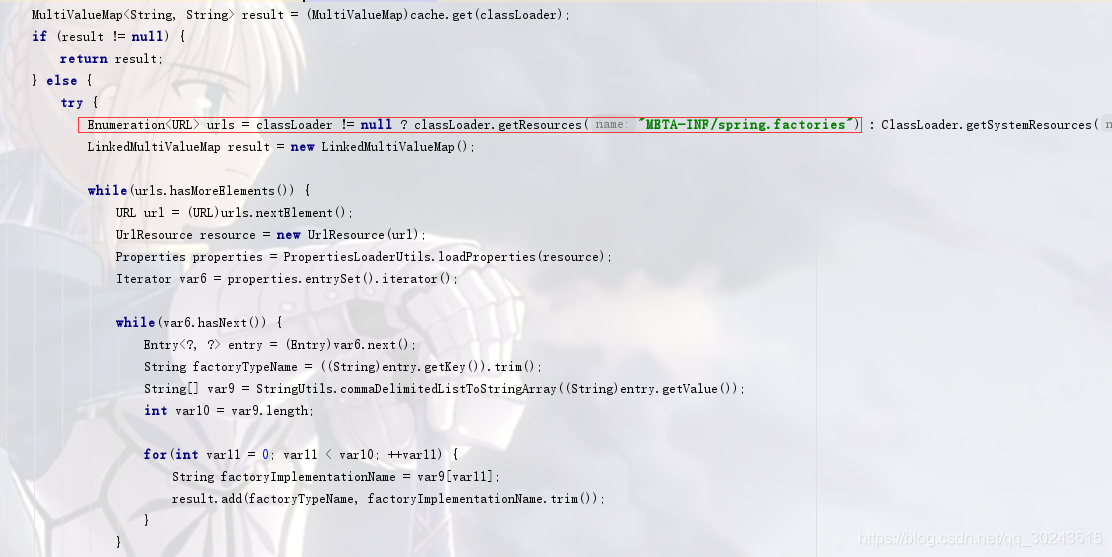 MultiValueMap<String, String> result = (MultiValueMap)cache.get(classLoader);
if (result != null) {
return result;
} else {
try {
Enumeration<URL> urls = classLoader != null ? classLoader.getResources( name: "META-INF/spring.factories") : ClassLoader.getSystemResources( n
LinkedMultiValueMap result = new LinkedMultiValueMap();
while(urls.hasMoreElements()) {
URL url = (URL)urls.nextElement();
UrlResource resource = new UrlResource(url);
Properties properties = PropertiesLoaderUtils.loadProperties(resource);
Iterator var6 = properties.entrySet().iterator();
while(var6.hasNext()) {
Entry<?, ?> entry = (Entry)var6.next();
String factoryTypeName = ((String)entry.getKey()).trim();
String[] var9 = StringUtils.commaDelimitedListToStringArray((String)entry.getValue());
int var10 = var9.length;
for(int var11 = 0; var11 < var10; ++var11) {
String factoryImplementationName = var9[var11];
result.add(factoryTypeName, factoryImplementationName.trim());
}
}
https://blog.csdn.net/qq_30243515